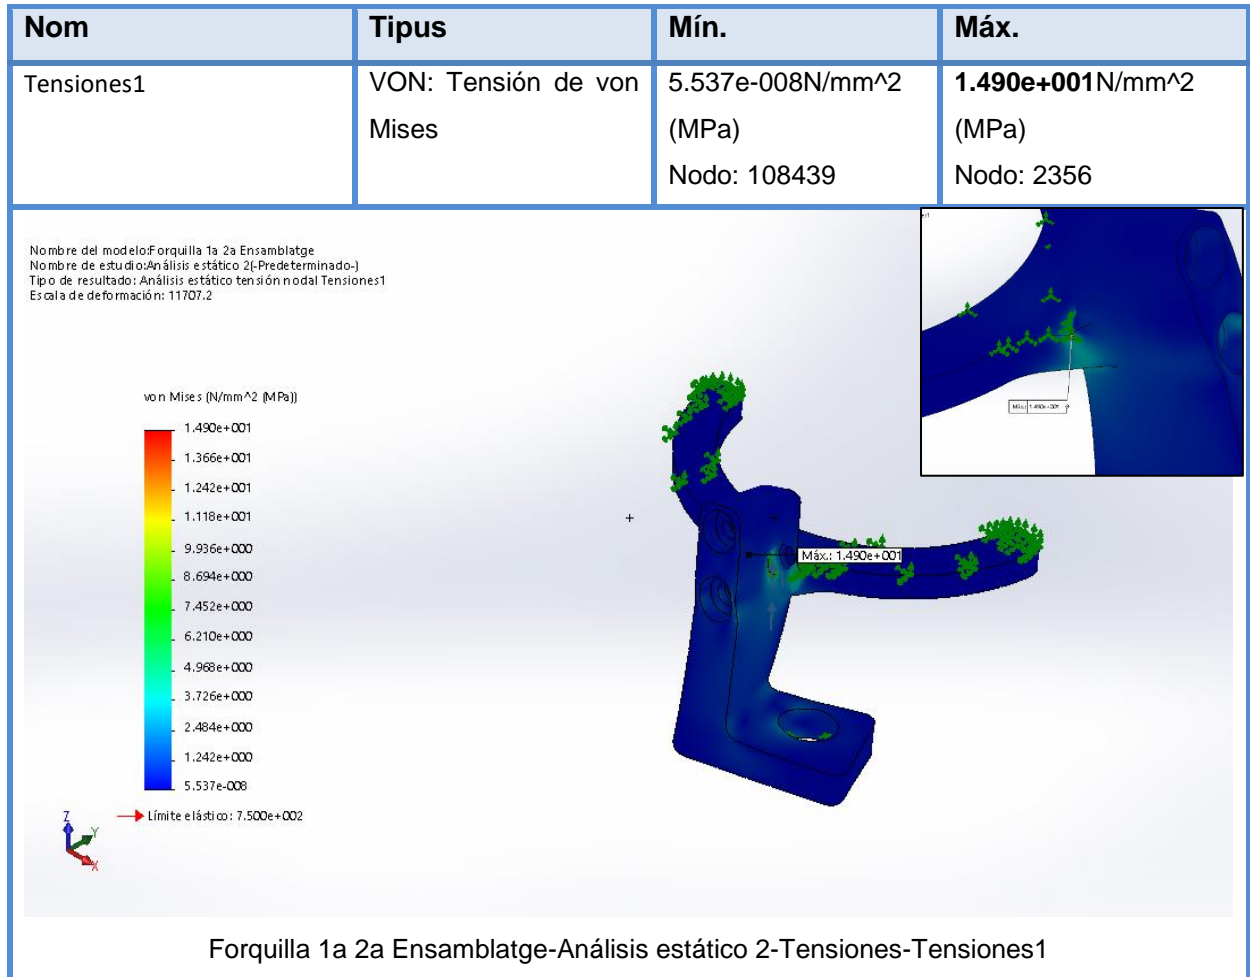 Nom Tipus Mín. Máx.
Tensiones1 VON: Tensión de von 5.537e-008N/mm^2 1.490e+001N/mm^2
Mises (MPa) (MPa)
Nodo: 108439 Nodo: 2356
Nombre del modelo:Forquilla 1a 2a Ensamblatge
Nombre de estudio:Análisis estático 2(-Predeterminado-)
Tipo de resultado: Análisis estático tensión nodal Tensiones1
Escala de deformación: 11707.2
von Mises (N/mm^2 (MPa))
1.490e+001
1.366e+001
1.242e+001
1.118e+001
9.936e+000
8.694e+000
7.452e+000
6.210e+000
4.968e+000
3.726e+000
2.484e+000
1.242e+000
5.537e-008
Límite elástico: 7.500e+002
Máx.: 1.490e+001
Máx.: 1.490e+001
Z
Y
X
Forquilla 1a 2a Ensamblatge-Análisis estático 2-Tensiones-Tensiones1